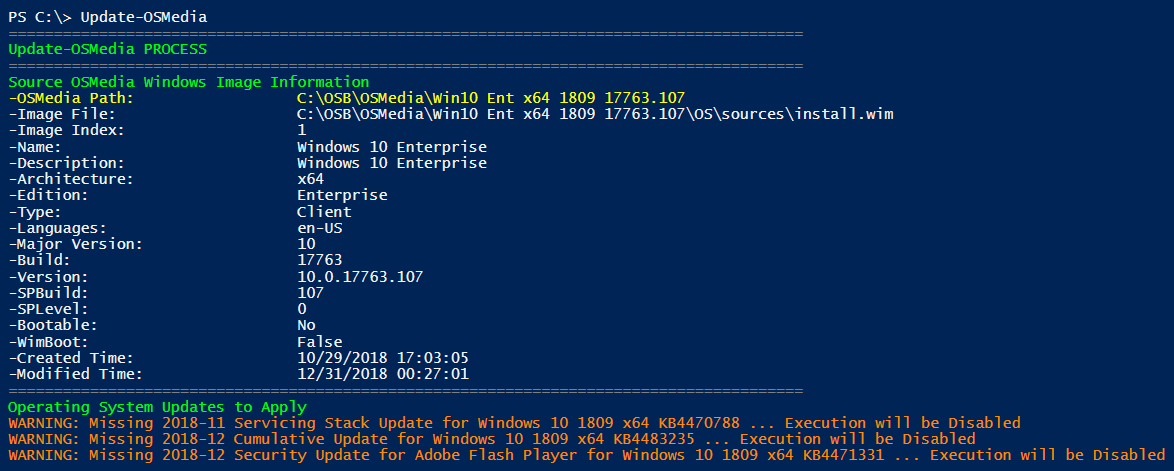 PS C:\> Update-OSMedia
========================================================================================
Update-OSMedia PROCESS
========================================================================================
Source OSMedia Windows Image Information
-OSMedia Path: C:\OSB\OSMedia\Win10 Ent x64 1809 17763.107
-Image File: C:\OSB\OSMedia\Win10 Ent x64 1809 17763.107\OS\sources\install.wim
-Image Index: 1
-Name: Windows 10 Enterprise
-Description: Windows 10 Enterprise
-Architecture: x64
-Edition: Enterprise
-Type: Client
-Languages: en-US
-Major Version: 10
-Build: 17763
-Version: 10.0.17763.107
-SPBuild: 107
-SPLevel: 0
-Bootable: No
-WimBoot: False
-Created Time: 10/29/2018 17:03:05
-Modified Time: 12/31/2018 00:27:01
========================================================================================
Operating System Updates to Apply
WARNING: Missing 2018-11 Servicing Stack Update for Windows 10 1809 x64 KB4470788 ... Execution will be Disabled
WARNING: Missing 2018-12 Cumulative Update for Windows 10 1809 x64 KB4483235 ... Execution will be Disabled
WARNING: Missing 2018-12 Security Update for Adobe Flash Player for Windows 10 1809 x64 KB4471331 ... Execution will be Disabled